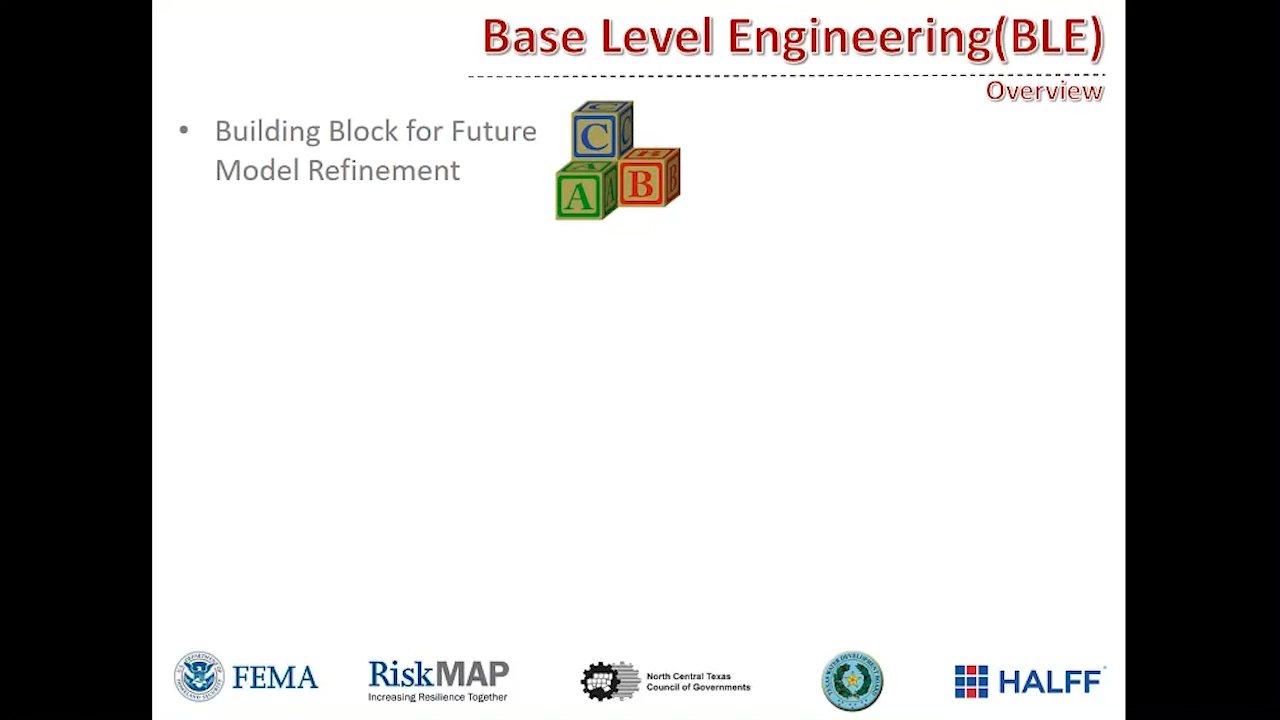 Base Level Engineering(BLE)
Overview
• Building Block for Future
Model Refinement
C
C
A
A
B
B
B
FEMA
RiskMAP
Increasing Resilience Together
North Central Texas
Council of Governments
HALFF